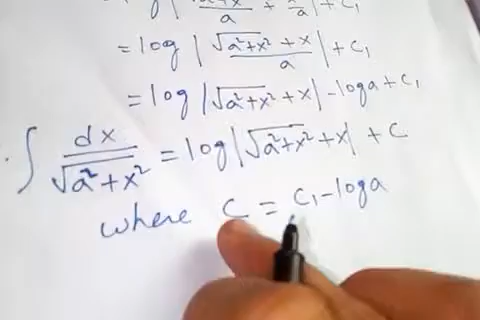 log | √a²+x²/a + x/a | + C₁
= log | (√a²+x² + x)/a | + C₁
= log |√a²+x² + x| - log a + C₁
∫ dx/√a²+x² = log |√a²+x² + x| + C
where C = C₁ - log a